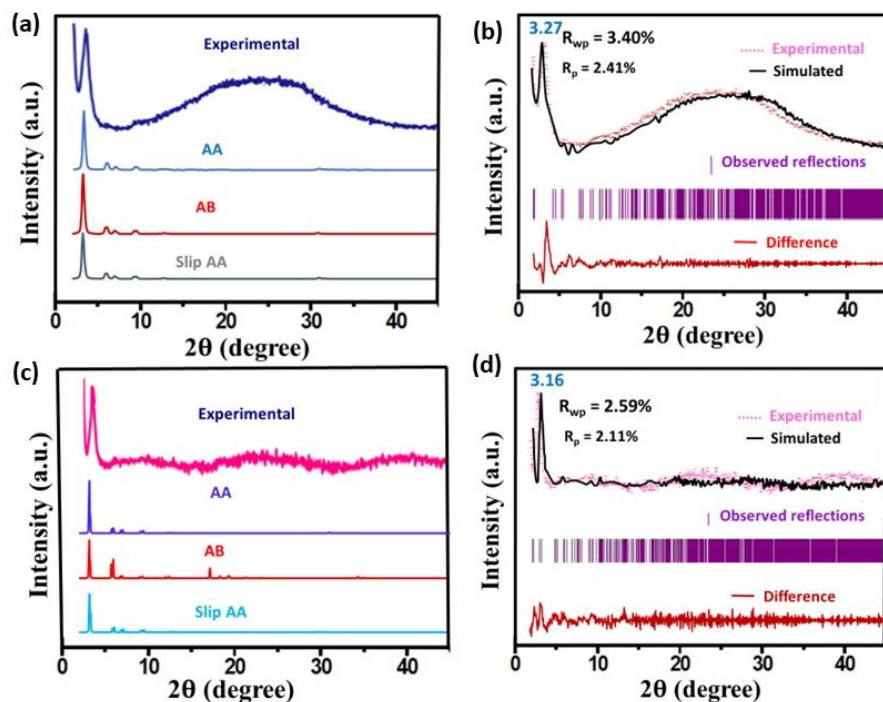 (a)
Experimental
AA
AB
Slip AA
Intensity (a.u.)
0 10 20 30 40
2θ (degree)
(b)
3.27
Rwp = 3.40%
Rp = 2.41%
Experimental
Simulated
Observed reflections
Difference
Intensity (a.u.)
0 10 20 30 40
2θ (degree)
(c)
Experimental
AA
AB
Slip AA
Intensity (a.u.)
0 10 20 30 40
2θ (degree)
(d)
3.16
Rwp = 2.59%
Rp = 2.11%
Experimental
Simulated
Observed reflections
Difference
Intensity (a.u.)
0 10 20 30 40
2θ (degree)